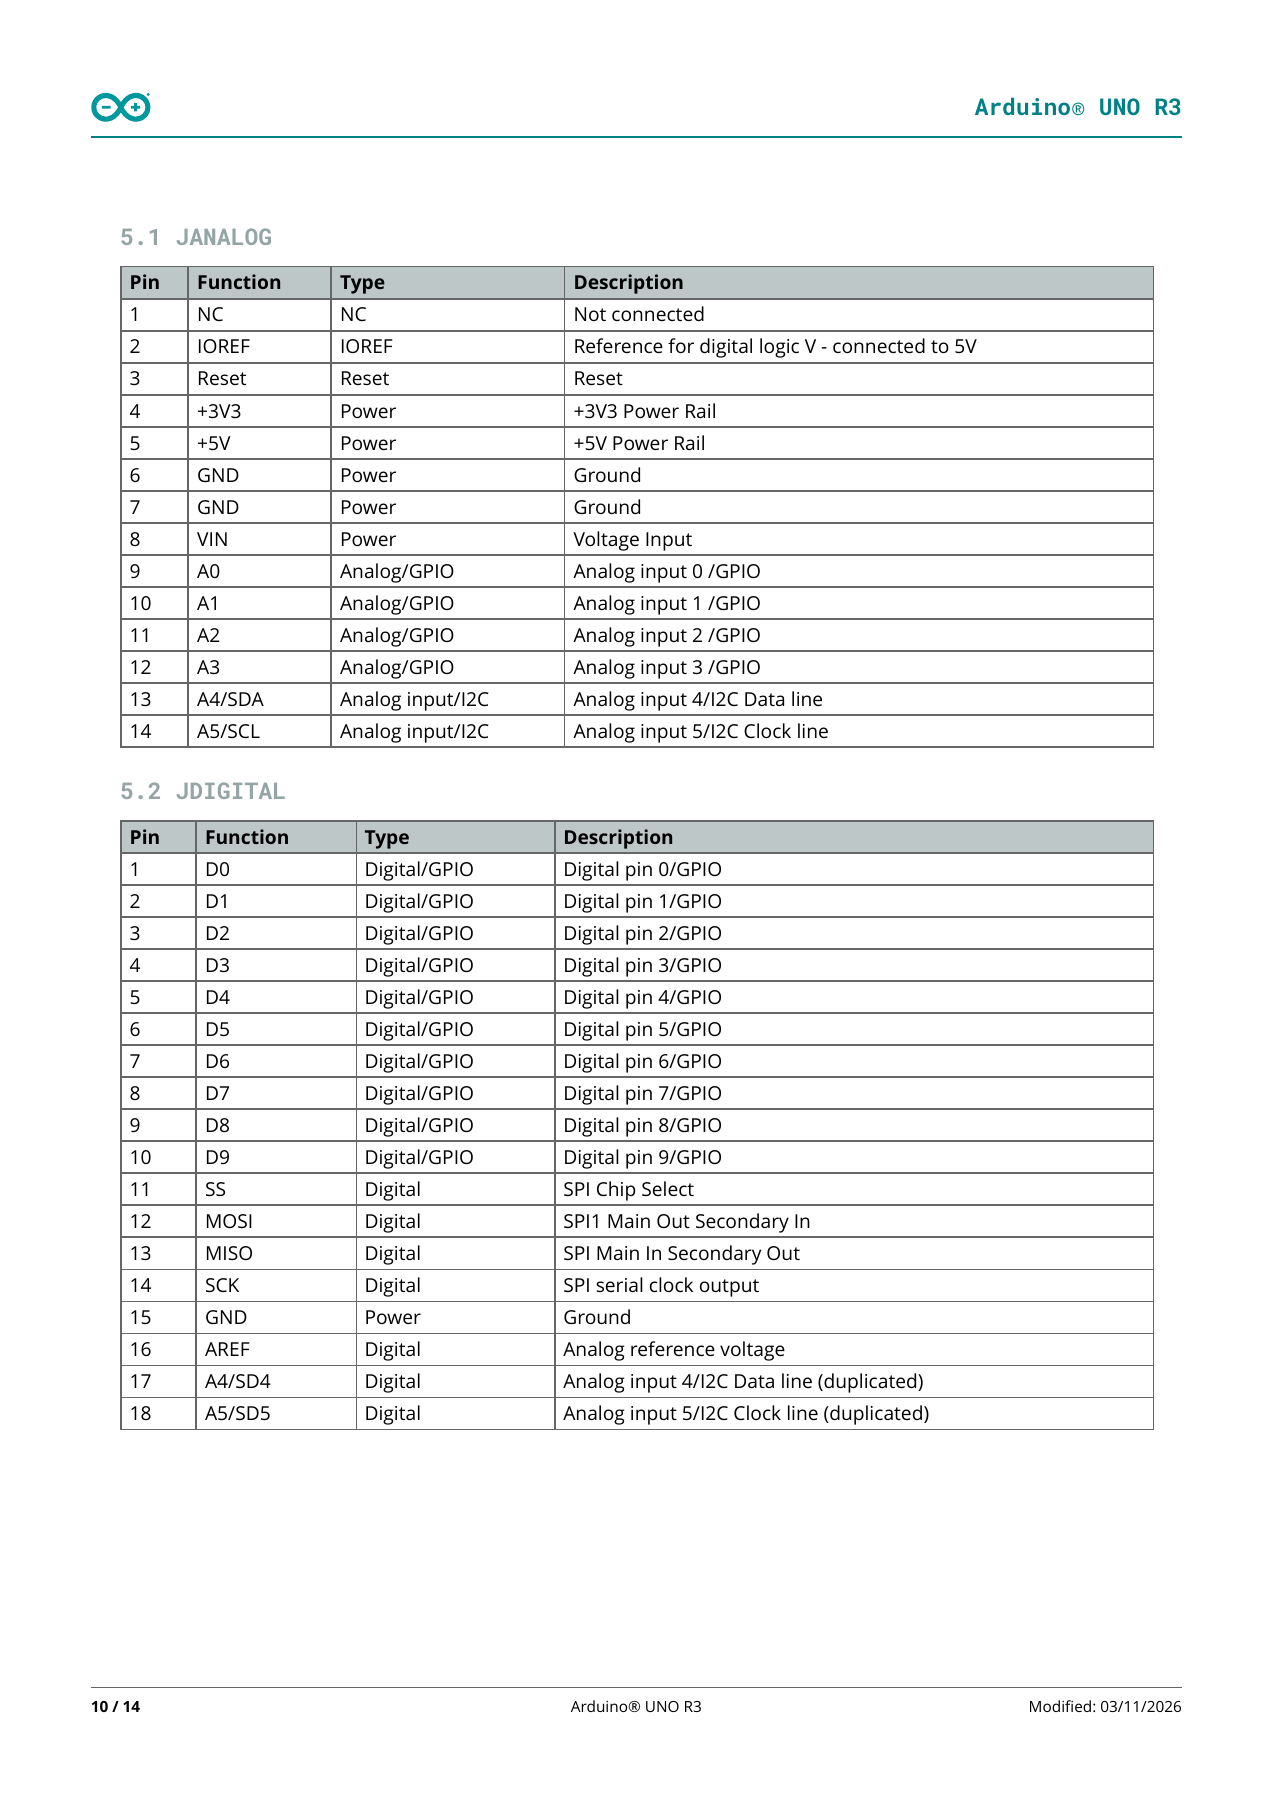 Arduino® UNO R3
5.1 JANALOG
Pin Function Type Description
1 NC NC Not connected
2 IOREF IOREF Reference for digital logic V - connected to 5V
3 Reset Reset Reset
4 +3V3 Power +3V3 Power Rail
5 +5V Power +5V Power Rail
6 GND Power Ground
7 GND Power Ground
8 VIN Power Voltage Input
9 A0 Analog/GPIO Analog input 0 /GPIO
10 A1 Analog/GPIO Analog input 1 /GPIO
11 A2 Analog/GPIO Analog input 2 /GPIO
12 A3 Analog/GPIO Analog input 3 /GPIO
13 A4/SDA Analog input/I2C Analog input 4/I2C Data line
14 A5/SCL Analog input/I2C Analog input 5/I2C Clock line
5.2 JDIGITAL
Pin Function Type Description
1 D0 Digital/GPIO Digital pin 0/GPIO
2 D1 Digital/GPIO Digital pin 1/GPIO
3 D2 Digital/GPIO Digital pin 2/GPIO
4 D3 Digital/GPIO Digital pin 3/GPIO
5 D4 Digital/GPIO Digital pin 4/GPIO
6 D5 Digital/GPIO Digital pin 5/GPIO
7 D6 Digital/GPIO Digital pin 6/GPIO
8 D7 Digital/GPIO Digital pin 7/GPIO
9 D8 Digital/GPIO Digital pin 8/GPIO
10 D9 Digital/GPIO Digital pin 9/GPIO
11 SS Digital SPI Chip Select
12 MOSI Digital SPI1 Main Out Secondary In
13 MISO Digital SPI Main In Secondary Out
14 SCK Digital SPI serial clock output
15 GND Power Ground
16 AREF Digital Analog reference voltage
17 A4/SD4 Digital Analog input 4/I2C Data line (duplicated)
18 A5/SD5 Digital Analog input 5/I2C Clock line (duplicated)
10 / 14 Arduino® UNO R3 Modified: 03/11/2026